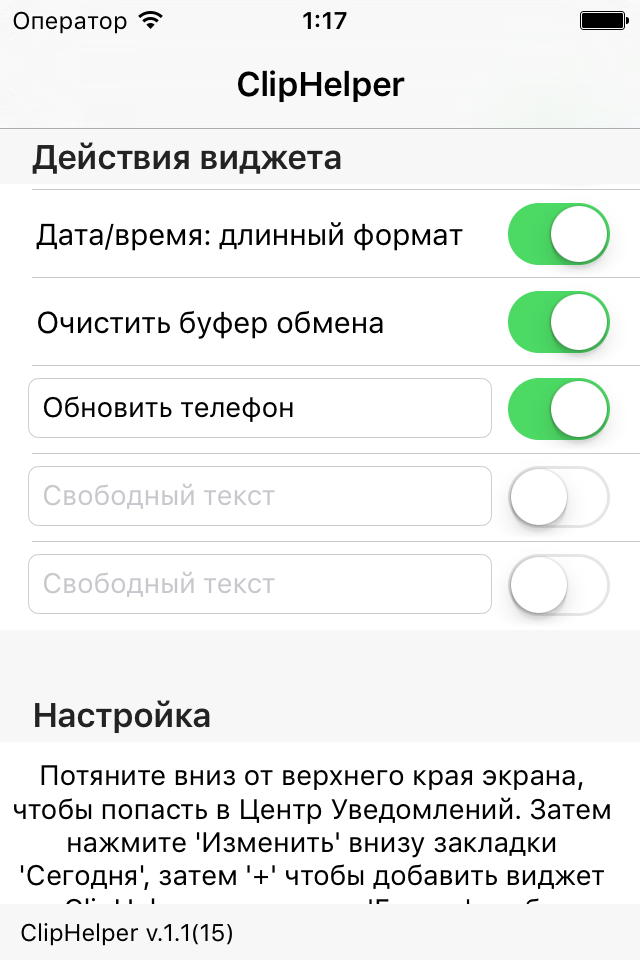 Оператор 1:17
ClipHelper
Действия виджета
Дата/время: длинный формат
Очистить буфер обмена
Обновить телефон
Свободный текст
Свободный текст
Настройка
Потяните вниз от верхнего края экрана,
чтобы попасть в Центр Уведомлений. Затем
нажмите 'Изменить' внизу закладки
'Сегодня', затем '+' чтобы добавить виджет
ClipHelper v.1.1(15)